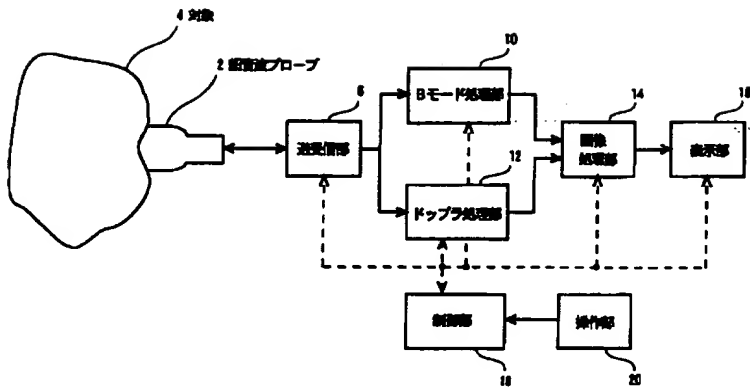 4 対象
2 超音波プローブ
6
送受信部
10
Bモード処理部
12
ドップラ処理部
14
画像
処理部
16
表示部
制御部
18
操作部
20